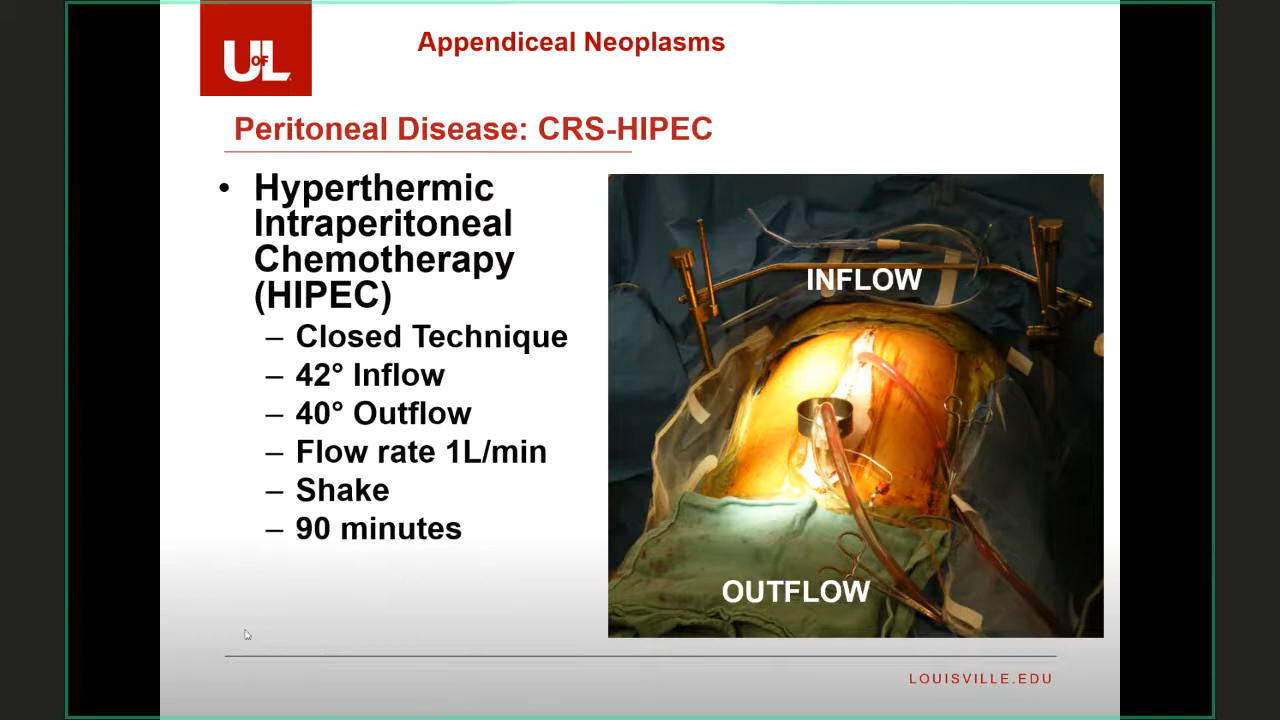 UofL
Appendiceal Neoplasms
Peritoneal Disease: CRS-HIPEC
• Hyperthermic
Intraperitoneal
Chemotherapy
(HIPEC)
– Closed Technique
– 42° Inflow
– 40° Outflow
– Flow rate 1L/min
– Shake
– 90 minutes
INFLOW
OUTFLOW
LOUISVILLE.EDU